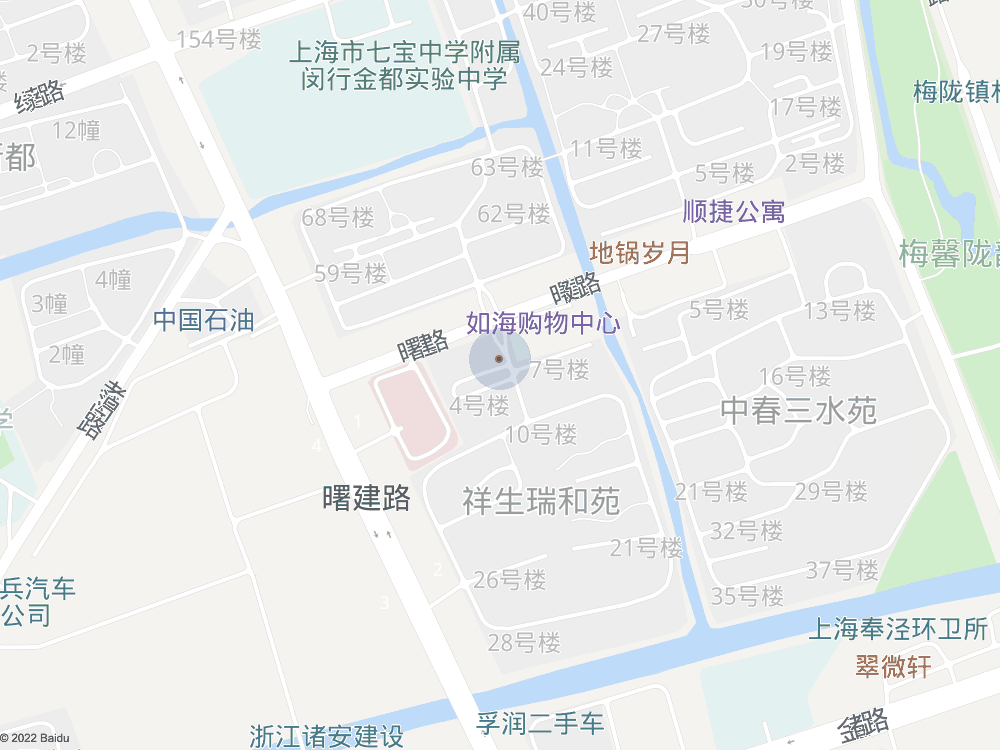 40号楼
30号楼
154号楼
27号楼
2号楼
上海市七宝中学附属
闵行金都实验中学
19号楼
24号楼
梅陇镇
17号楼
12幢
11号楼
都
63号楼
5号楼
2号楼
68号楼
62号楼
顺捷公寓
地锅岁月
梅馨陇
59号楼
4幢
曙建路
3幢
5号楼
13号楼
中国石油
如海购物中心
曙建路
2幢
7号楼
16号楼
4号楼
中春三水苑
1
10号楼
学
4
曙建路
祥生瑞和苑
21号楼
29号楼
32号楼
21号楼
2
26号楼
37号楼
兵汽车
公司
3
35号楼
28号楼
上海奉泾环卫所
翠微轩
孚润二手车
浙江诸安建设
© 2022 Baidu